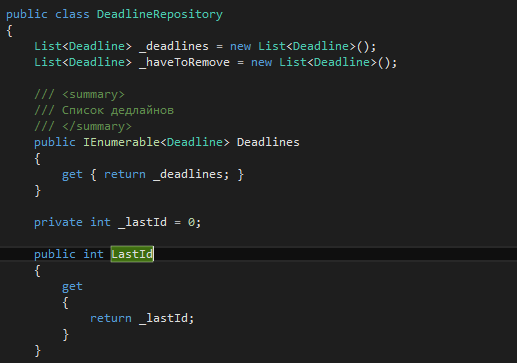 public class DeadlineRepository
{
List<Deadline> _deadlines = new List<Deadline>();
List<Deadline> _haveToRemove = new List<Deadline>();
/// <summary>
/// Список дедлайнов
/// </summary>
public IEnumerable<Deadline> Deadlines
{
get { return _deadlines; }
}
private int _lastId = 0;
public int LastId
{
get
{
return _lastId;
}
}